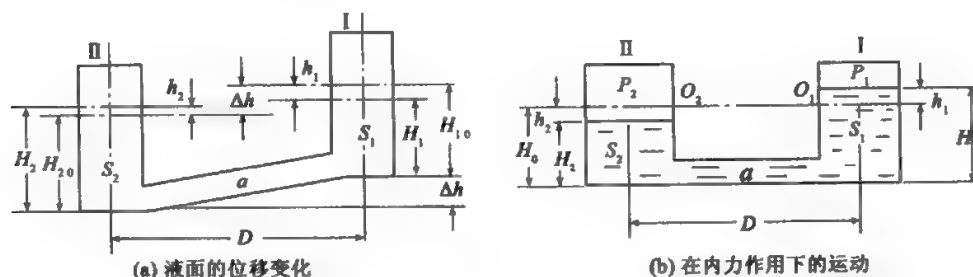 I
II
h₂
h₁
Δh
H₂
H₂₀
S₂
S₁
H₁
H₁₀
a
Δh
D
(a) 液面的位移变化
II
I
P₂
P₁
O₂
O₁
h₂
h₁
H₀
H₂
S₂
S₁
H
a
D
(b) 在内力作用下的运动